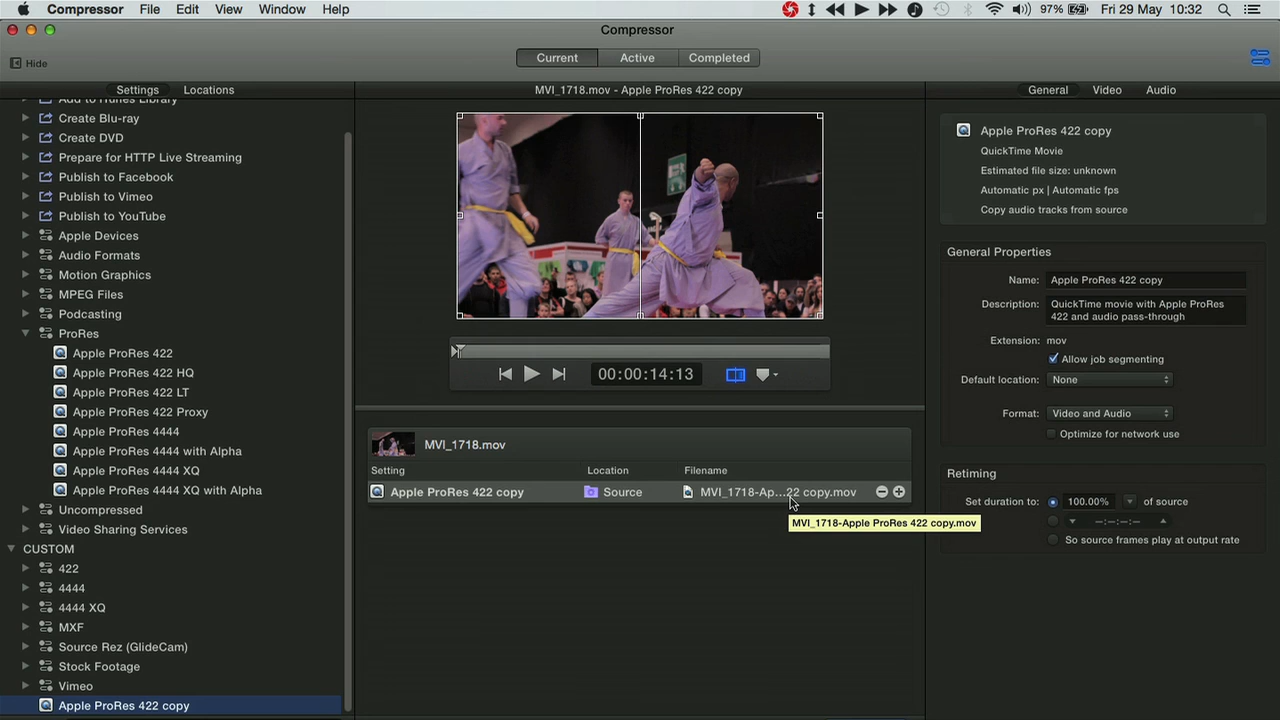 Compressor File Edit View Window Help
97% Fri 29 May 10:32
Compressor
Hide
Current Active Completed
Settings Locations
Add to iTunes Library
Create Blu-ray
Create DVD
Prepare for HTTP Live Streaming
Publish to Facebook
Publish to Vimeo
Publish to YouTube
Apple Devices
Audio Formats
Motion Graphics
MPEG Files
Podcasting
ProRes
Apple ProRes 422
Apple ProRes 422 HQ
Apple ProRes 422 LT
Apple ProRes 422 Proxy
Apple ProRes 4444
Apple ProRes 4444 with Alpha
Apple ProRes 4444 XQ
Apple ProRes 4444 XQ with Alpha
Uncompressed
Video Sharing Services
CUSTOM
422
4444
4444 XQ
MXF
Source Rez (GlideCam)
Stock Footage
Vimeo
Apple ProRes 422 copy
MVI_1718.mov - Apple ProRes 422 copy
00:00:14:13
MVI_1718.mov
Setting Location Filename
Apple ProRes 422 copy Source MVI_1718-Ap...22 copy.mov
MVI_1718-Apple ProRes 422 copy.mov
General Video Audio
Apple ProRes 422 copy
QuickTime Movie
Estimated file size: unknown
Automatic px | Automatic fps
Copy audio tracks from source
General Properties
Name: Apple ProRes 422 copy
Description: QuickTime movie with Apple ProRes
422 and audio pass-through
Extension: mov
Allow job segmenting
Default location: None
Format: Video and Audio
Optimize for network use
Retiming
Set duration to: 100.00% of source
--:--:--:--
So source frames play at output rate